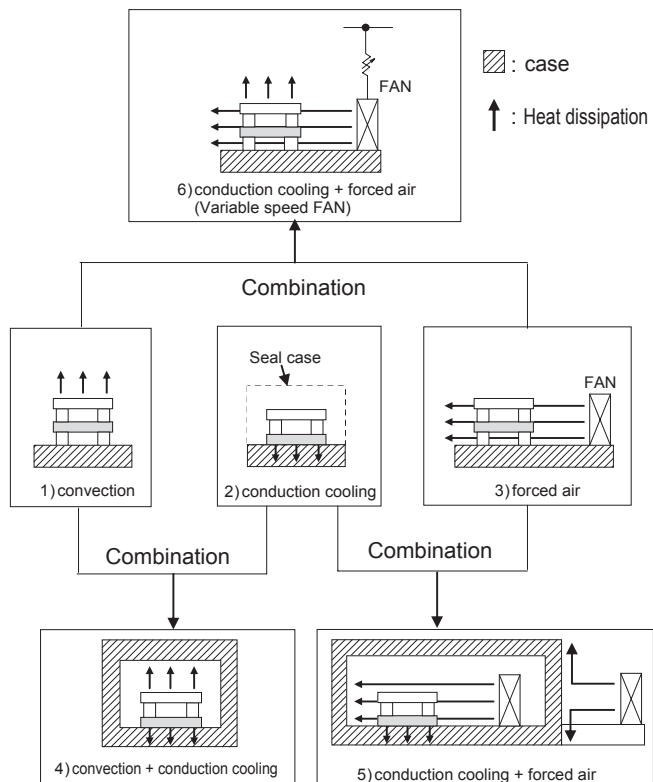 FAN
: case
: Heat dissipation
6) conduction cooling + forced air
(Variable speed FAN)
Combination
Seal case
FAN
1) convection
2) conduction cooling
3) forced air
Combination
Combination
4) convection + conduction cooling
5) conduction cooling + forced air